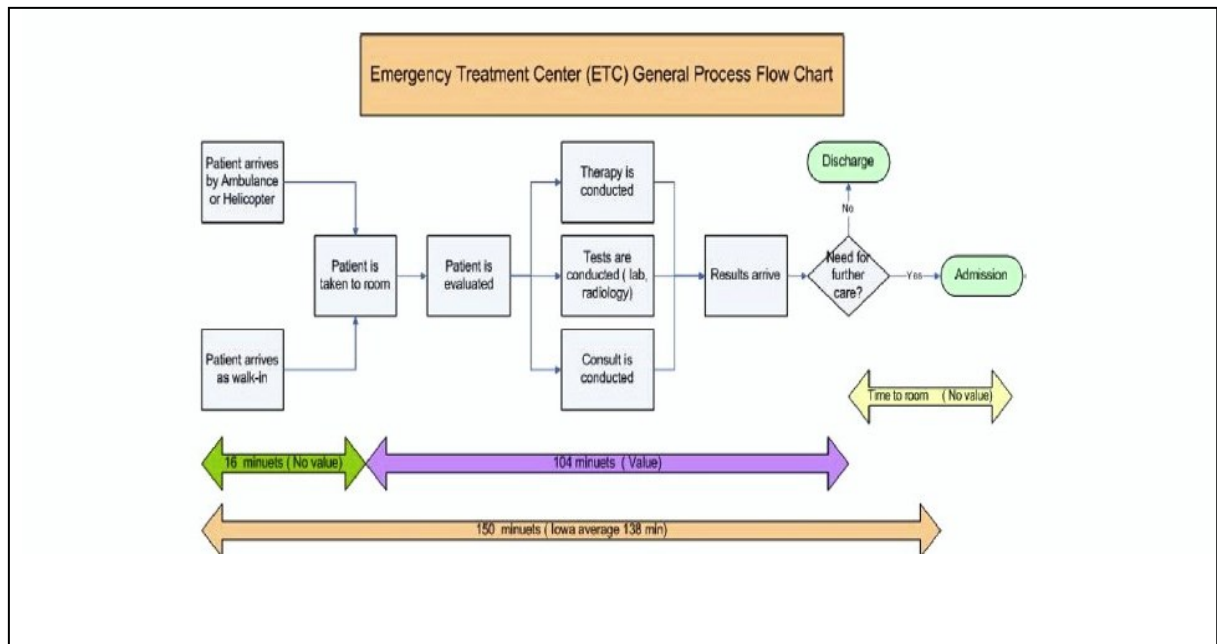 Emergency Treatment Center (ETC) General Process Flow Chart
Patient arrives
by Ambulance
or Helicopter
Patient arrives
as walk-in
Patient is
taken to room
Patient is
evaluated
Therapy is
conducted
Tests are
conducted ( lab,
radiology)
Consult is
conducted
Results arrive
Need for
further
care?
No
Discharge
Yes
Admission
Time to room ( No value)
16 minuets ( No value)
104 minuets ( Value)
150 minuets ( Iowa average 138 min)